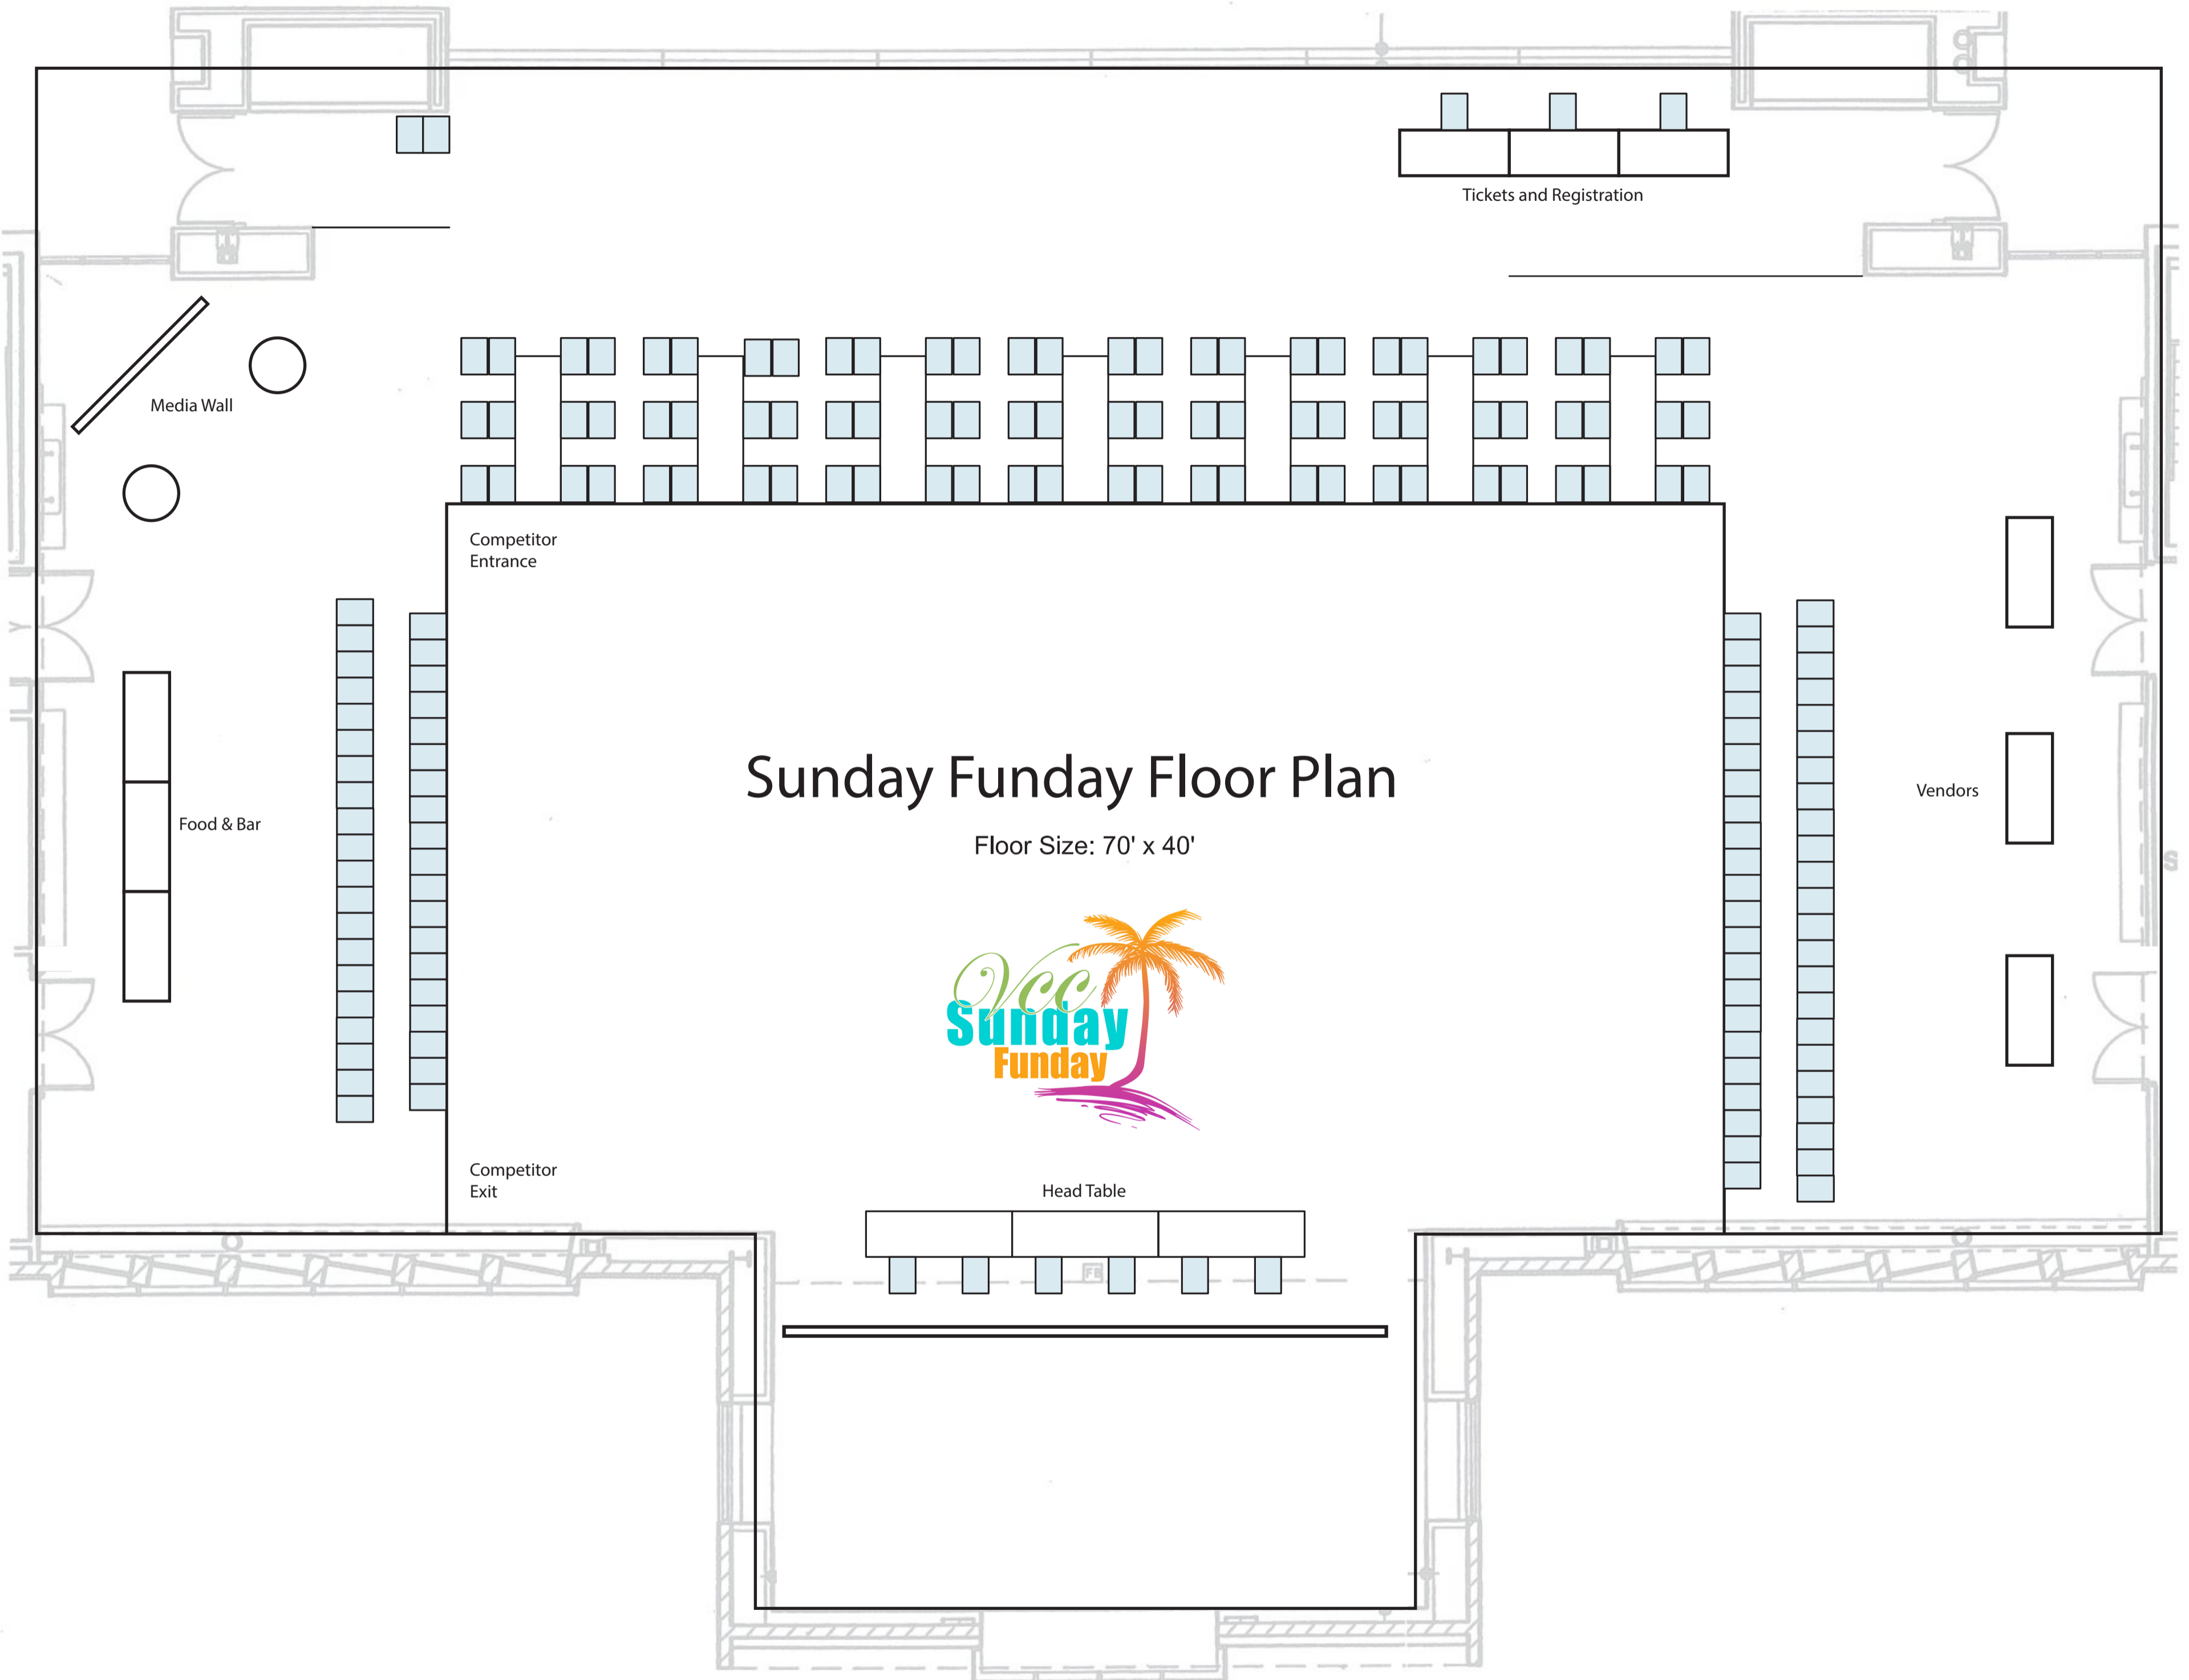 Tickets and Registration
Media Wall
Competitor
Entrance
Sunday Funday Floor Plan
Vendors
Food & Bar
Floor Size: 70' x 40'
S
Vcc
Sunday
Funday
Competitor
Exit
Head Table
FB